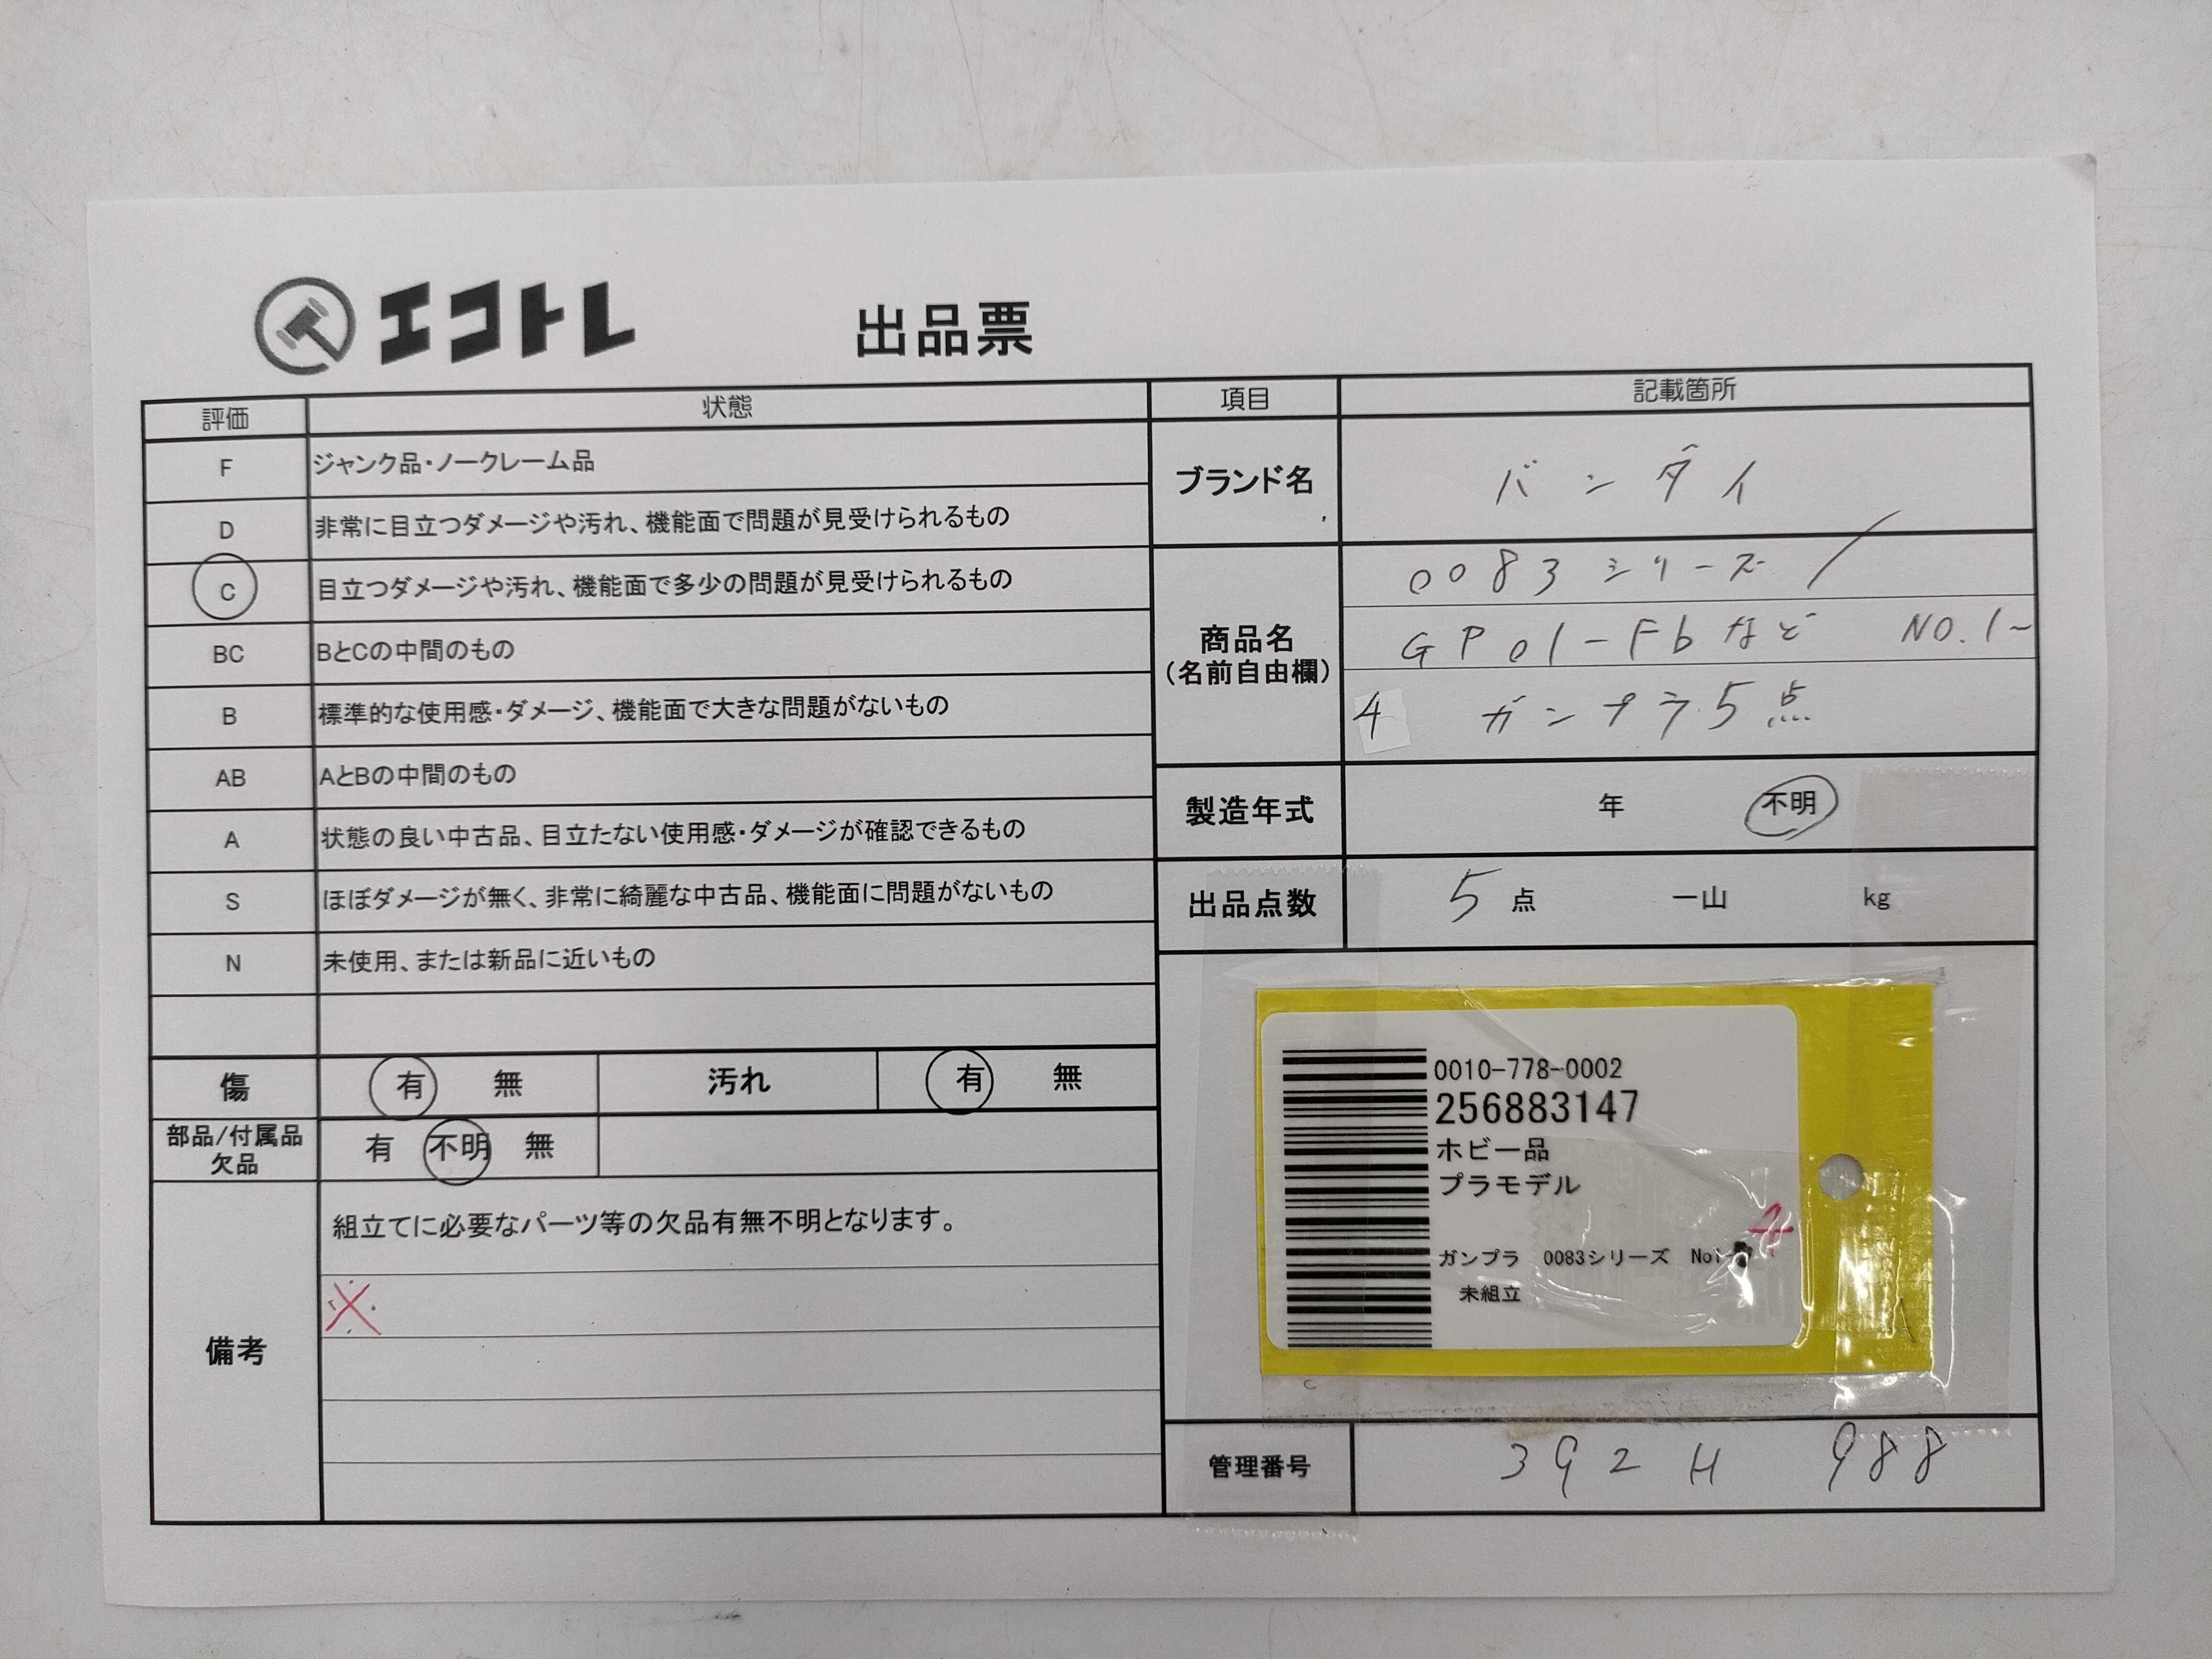 エコトレ
出品票
評価 状態
F ジャンク品・ノークレーム品
D 非常に目立つダメージや汚れ、機能面で問題が見受けられるもの
C 目立つダメージや汚れ、機能面で多少の問題が見受けられるもの
BC BとCの中間のもの
B 標準的な使用感・ダメージ、機能面で大きな問題がないもの
AB AとBの中間のもの
A 状態の良い中古品、目立たない使用感・ダメージが確認できるもの
S ほぼダメージが無く、非常に綺麗な中古品、機能面に問題がないもの
N 未使用、または新品に近いもの
傷 有 無 汚れ 有 無
部品/付属品
欠品
有 不明 無
備考
組立てに必要なパーツ等の欠品有無不明となります。
項目 記載箇所
ブランド名 バンダイ
商品名
(名前自由欄)
0083シリーズ/
GP01-Fbなど NO.1~
4 ガンプラ5点
製造年式 年 不明
出品点数 5 点 一山 kg
0010-778-0002
256883147
ホビー品
プラモデル
ガンプラ 0083シリーズ No1 4
未組立
管理番号 392H 988